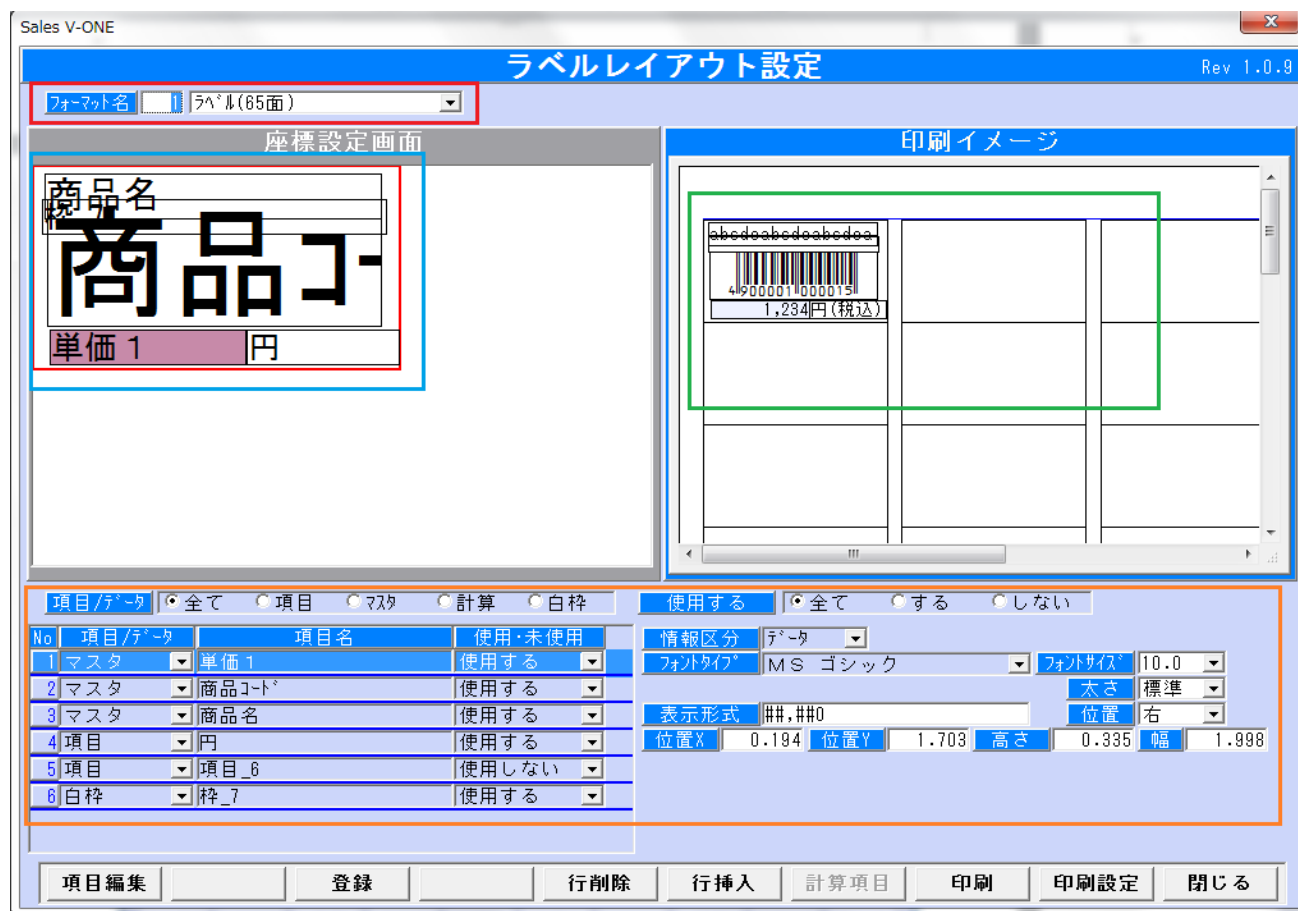 Sales V-ONE
ラベルレイアウト設定
Rev 1.0.9
ﾌｫｰﾏｯﾄ名 1 ﾗﾍﾞﾙ(65面)
座標設定画面
商品名
枠_7
商品ｺｰ
単価１ 円
印刷イメージ
abcdeabcdeabcdea
4 900001 000015
1,234円(税込)
項目/ﾃﾞｰﾀ 全て 項目 ﾏｽﾀ 計算 白枠
使用する 全て する しない
No 項目/ﾃﾞｰﾀ 項目名 使用・未使用
1 マスタ 単価１ 使用する
2 マスタ 商品ｺｰﾄﾞ 使用する
3 マスタ 商品名 使用する
4 項目 円 使用する
5 項目 項目_6 使用しない
6 白枠 枠_7 使用する
情報区分 ﾃﾞｰﾀ
ﾌｫﾝﾄﾀｲﾌﾟ ＭＳ ゴシック ﾌｫﾝﾄｻｲｽﾞ 10.0
太さ 標準
表示形式 ##,##0 位置 右
位置X 0.194 位置Y 1.703 高さ 0.335 幅 1.998
項目編集 登録 行削除 行挿入 計算項目 印刷 印刷設定 閉じる